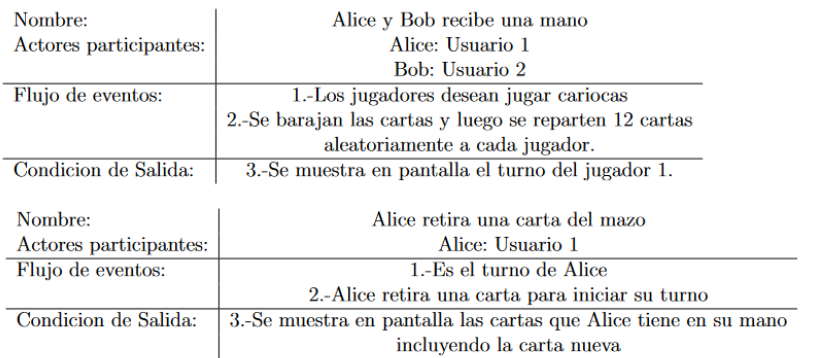 Nombre: Alice y Bob recibe una mano
Actores participantes: Alice: Usuario 1
Bob: Usuario 2
Flujo de eventos: 1.-Los jugadores desean jugar cariocas
2.-Se barajan las cartas y luego se reparten 12 cartas
aleatoriamente a cada jugador.
Condicion de Salida: 3.-Se muestra en pantalla el turno del jugador 1.
Nombre: Alice retira una carta del mazo
Actores participantes: Alice: Usuario 1
Flujo de eventos: 1.-Es el turno de Alice
2.-Alice retira una carta para iniciar su turno
Condicion de Salida: 3.-Se muestra en pantalla las cartas que Alice tiene en su mano
incluyendo la carta nueva